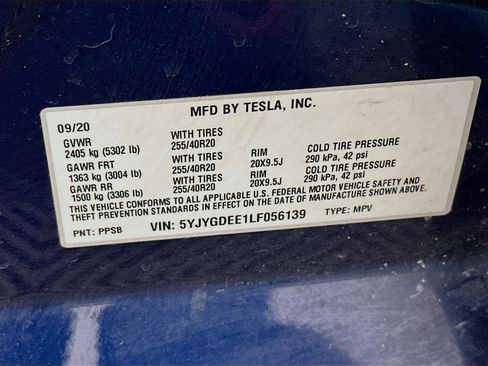 MFD BY TESLA, INC.
09/20
GVWR WITH TIRES
2405 kg (5302 lb) 255/40R20 RIM COLD TIRE PRESSURE
GAWR FRT WITH TIRES 20X9.5J 290 kPa, 42 psi
1363 kg (3004 lb) 255/40R20 RIM COLD TIRE PRESSURE
GAWR RR WITH TIRES 20X9.5J 290 kPa, 42 psi
1500 kg (3306 lb) 255/40R20
THIS VEHICLE CONFORMS TO ALL APPLICABLE U.S. FEDERAL MOTOR VEHICLE SAFETY AND
THEFT PREVENTION STANDARDS IN EFFECT ON THE DATE OF MANUFACTURE SHOWN ABOVE.
PNT: PPSB VIN: 5YJYGDEE1LF056139 TYPE: MPV